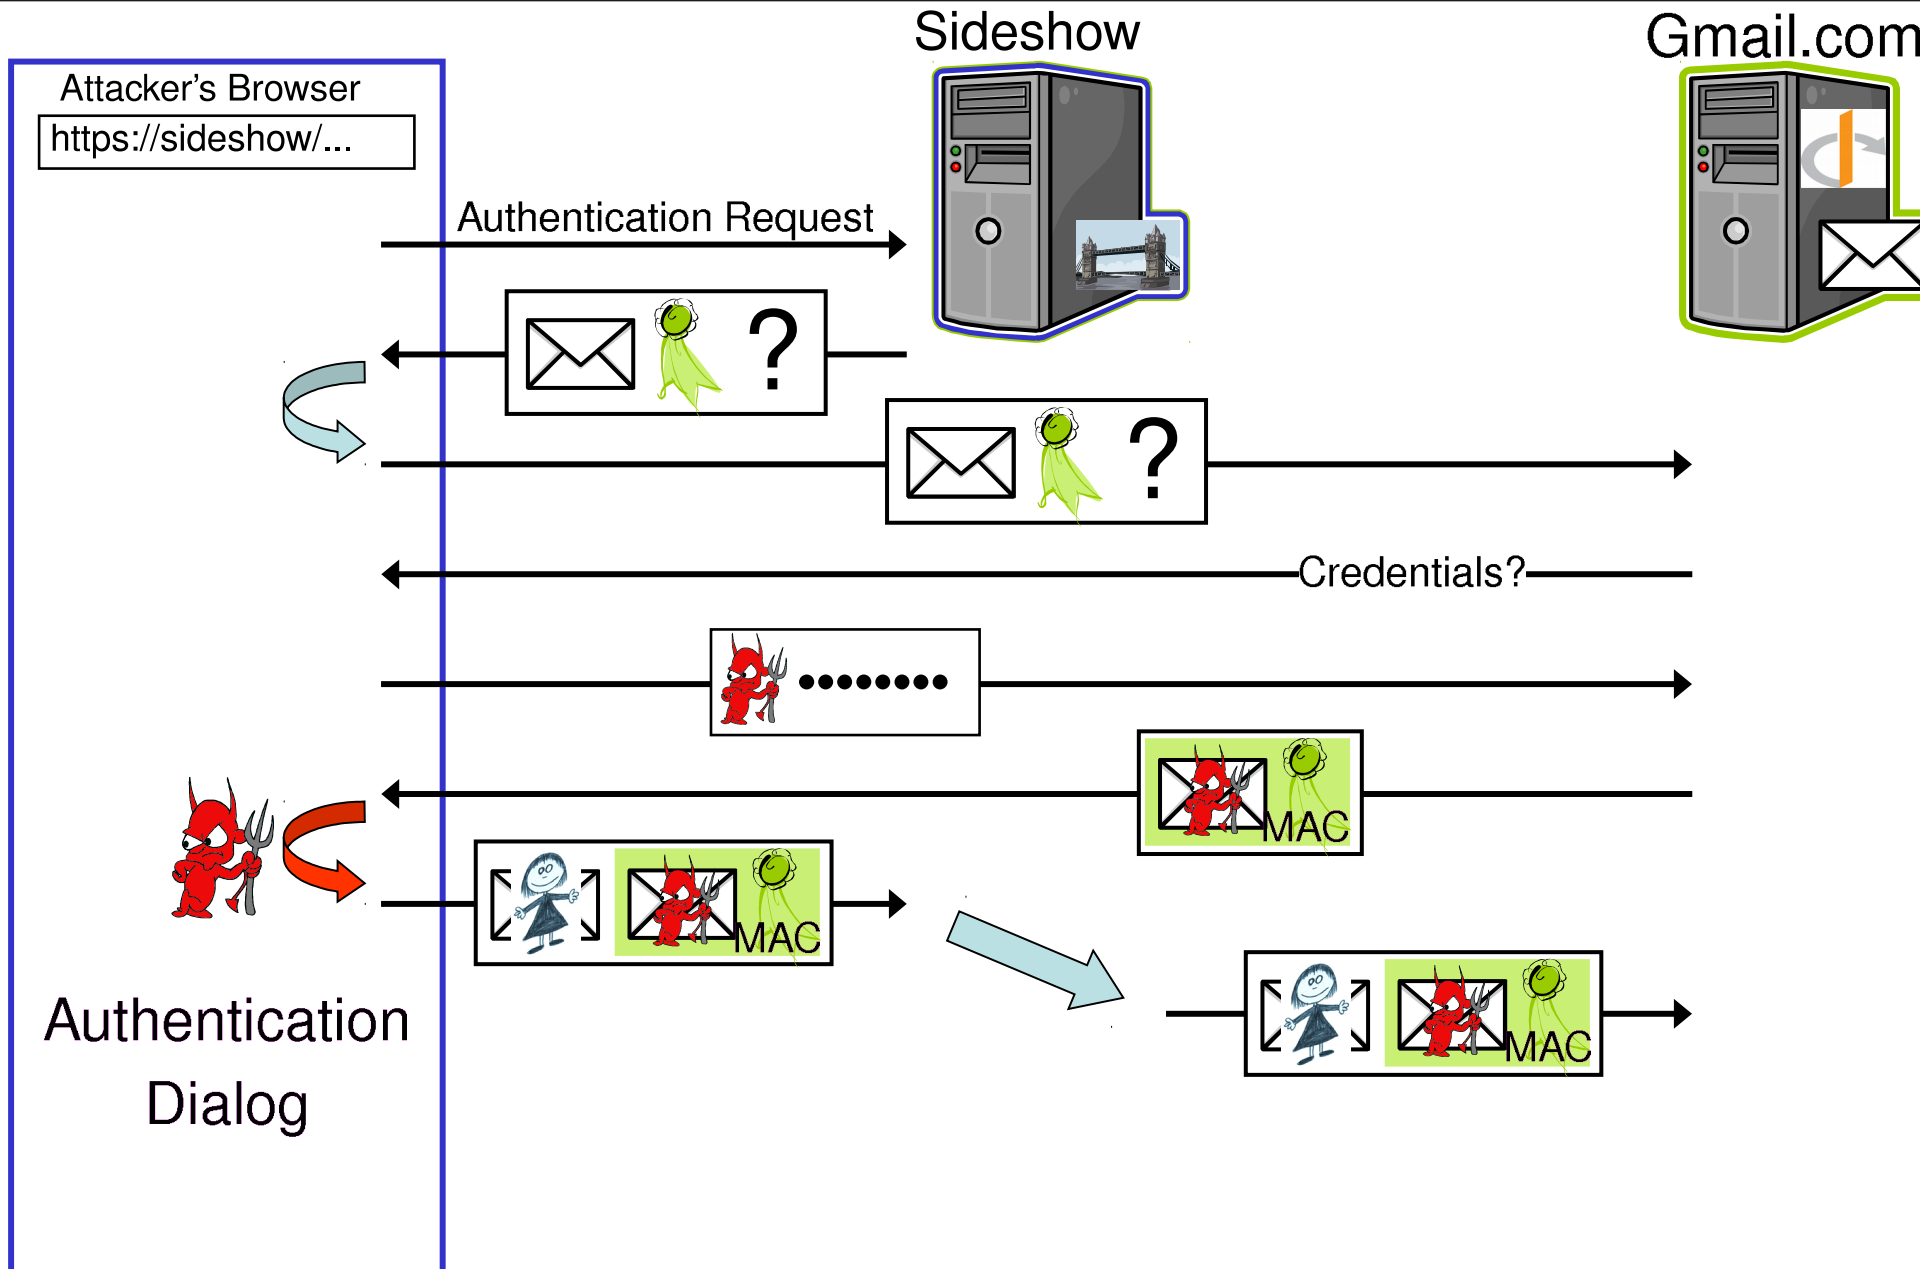 Sideshow
Gmail.com
Attacker's Browser
https://sideshow/...
Authentication Request
?
?
Credentials?
MAC
MAC
MAC
Authentication
Dialog